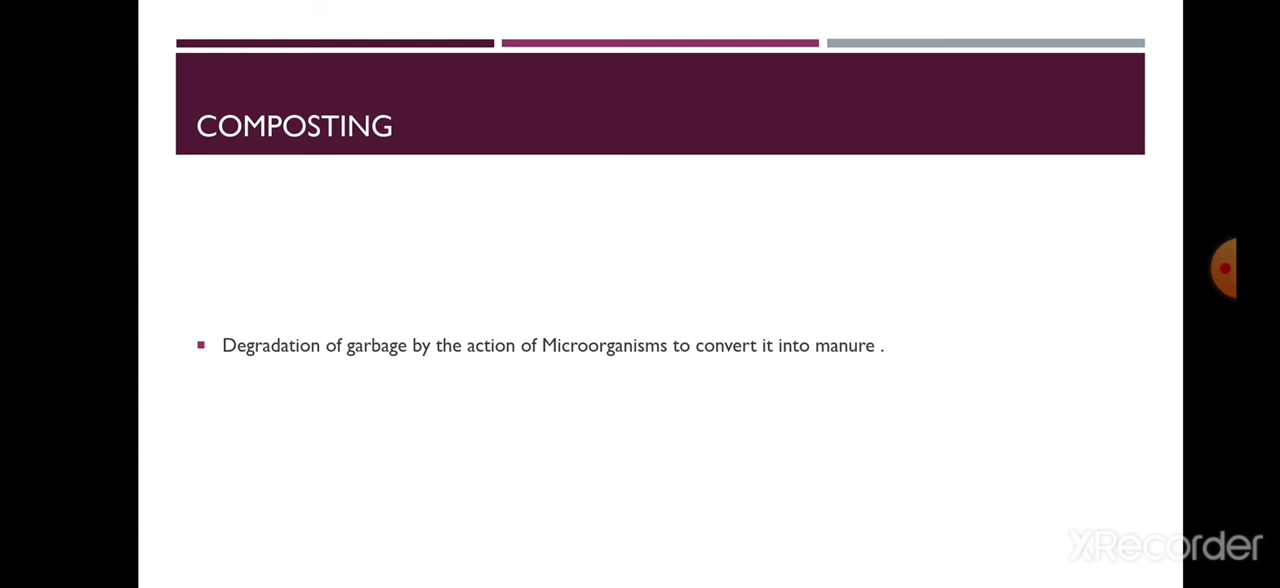 COMPOSTING
▪ Degradation of garbage by the action of Microorganisms to convert it into manure .
XRecorder